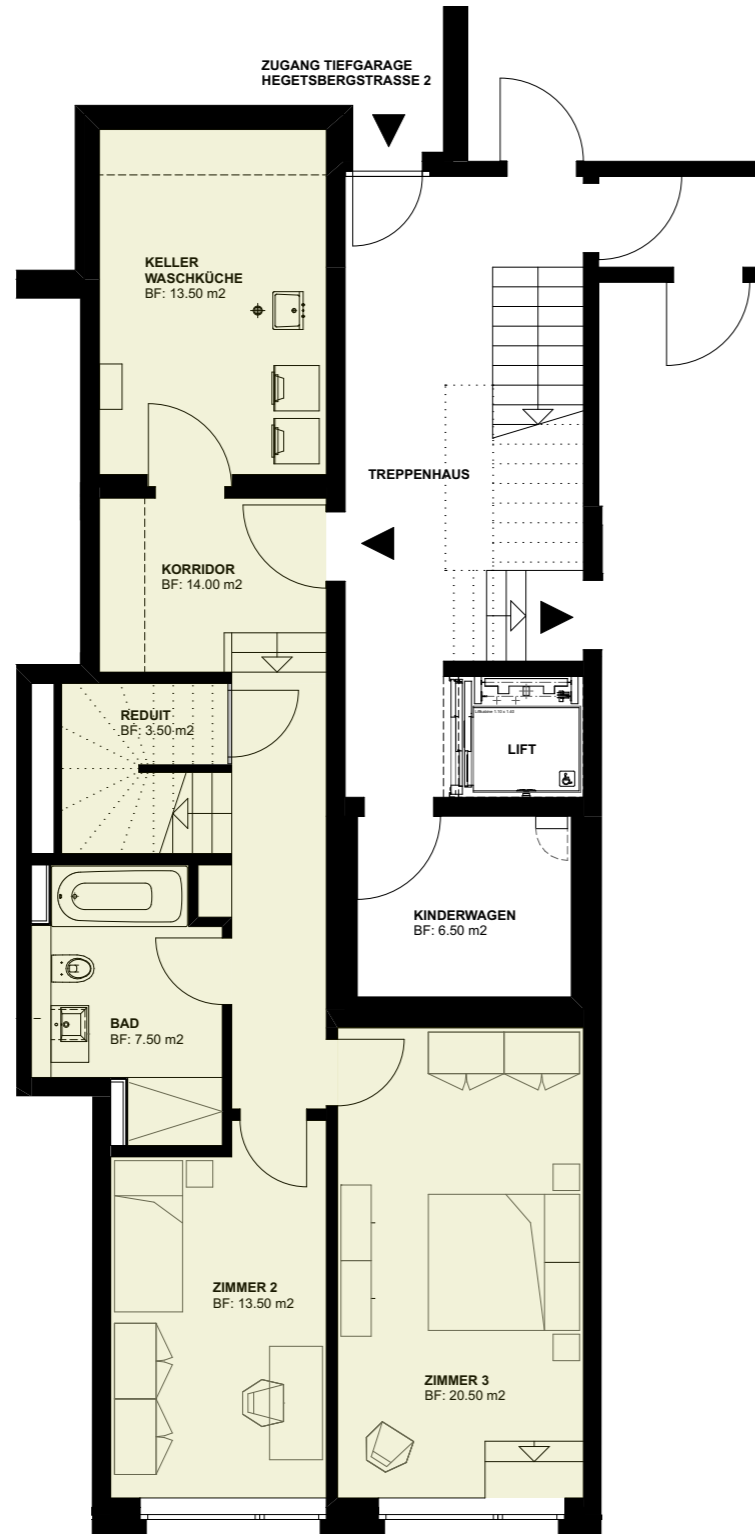 ZUGANG TIEFGARAGE
HEGETSBERGSTRASSE 2
KELLER
WASCHKÜCHE
BF: 13.50 m2
TREPPENHAUS
KORRIDOR
BF: 14.00 m2
REDUIT
BF: 3.50 m2
LIFT
KINDERWAGEN
BF: 6.50 m2
BAD
BF: 7.50 m2
ZIMMER 2
BF: 13.50 m2
ZIMMER 3
BF: 20.50 m2